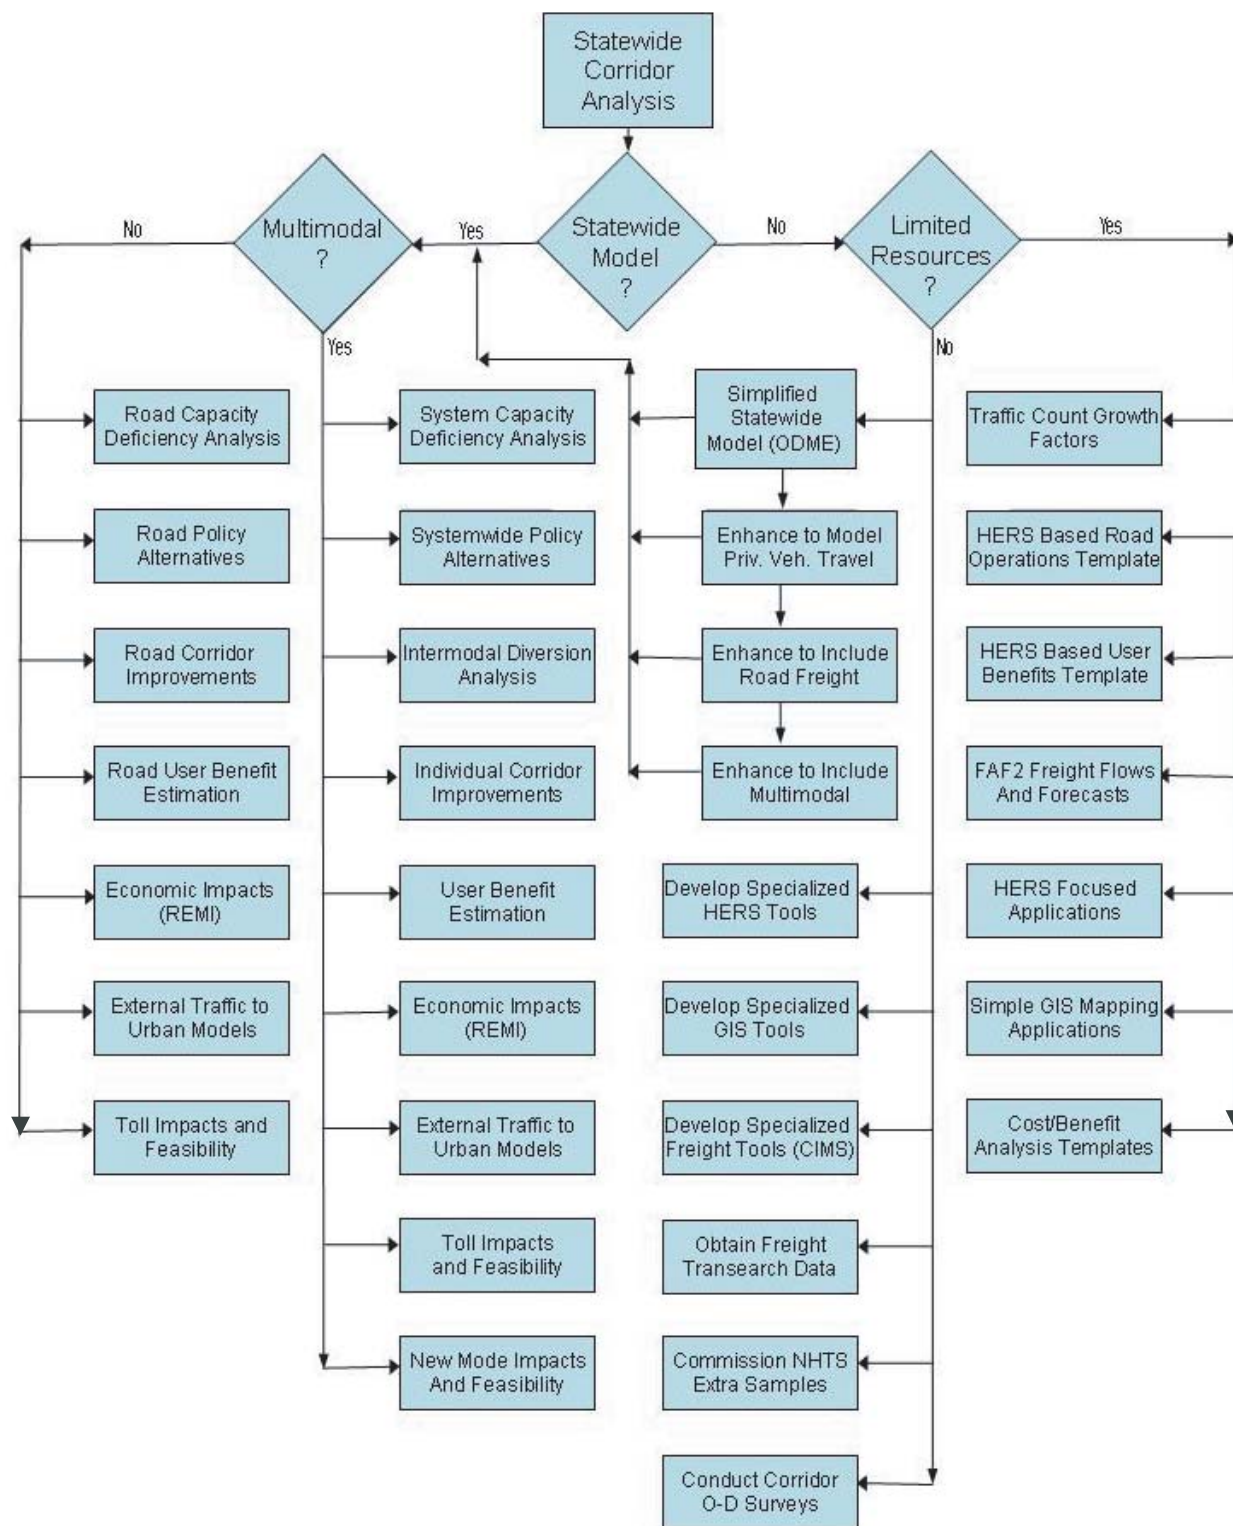 Statewide
Corridor
Analysis
Multimodal
?
Statewide
Model
?
Limited
Resources
?
No
Yes
No
Yes
Yes
No
Road Capacity
Deficiency Analysis
Road Policy
Alternatives
Road Corridor
Improvements
Road User Benefit
Estimation
Economic Impacts
(REMI)
External Traffic to
Urban Models
Toll Impacts and
Feasibility
System Capacity
Deficiency Analysis
Systemwide Policy
Alternatives
Intermodal Diversion
Analysis
Individual Corridor
Improvements
User Benefit
Estimation
Economic Impacts
(REMI)
External Traffic to
Urban Models
Toll Impacts
and Feasibility
New Mode Impacts
And Feasibility
Simplified
Statewide
Model (ODME)
Enhance to Model
Priv. Veh. Travel
Enhance to Include
Road Freight
Enhance to Include
Multimodal
Develop Specialized
HERS Tools
Develop Specialized
GIS Tools
Develop Specialized
Freight Tools (CIMS)
Obtain Freight
Transearch Data
Commission NHTS
Extra Samples
Conduct Corridor
O-D Surveys
Traffic Count Growth
Factors
HERS Based Road
Operations Template
HERS Based User
Benefits Template
FAF2 Freight Flows
And Forecasts
HERS Focused
Applications
Simple GIS Mapping
Applications
Cost/Benefit
Analysis Templates